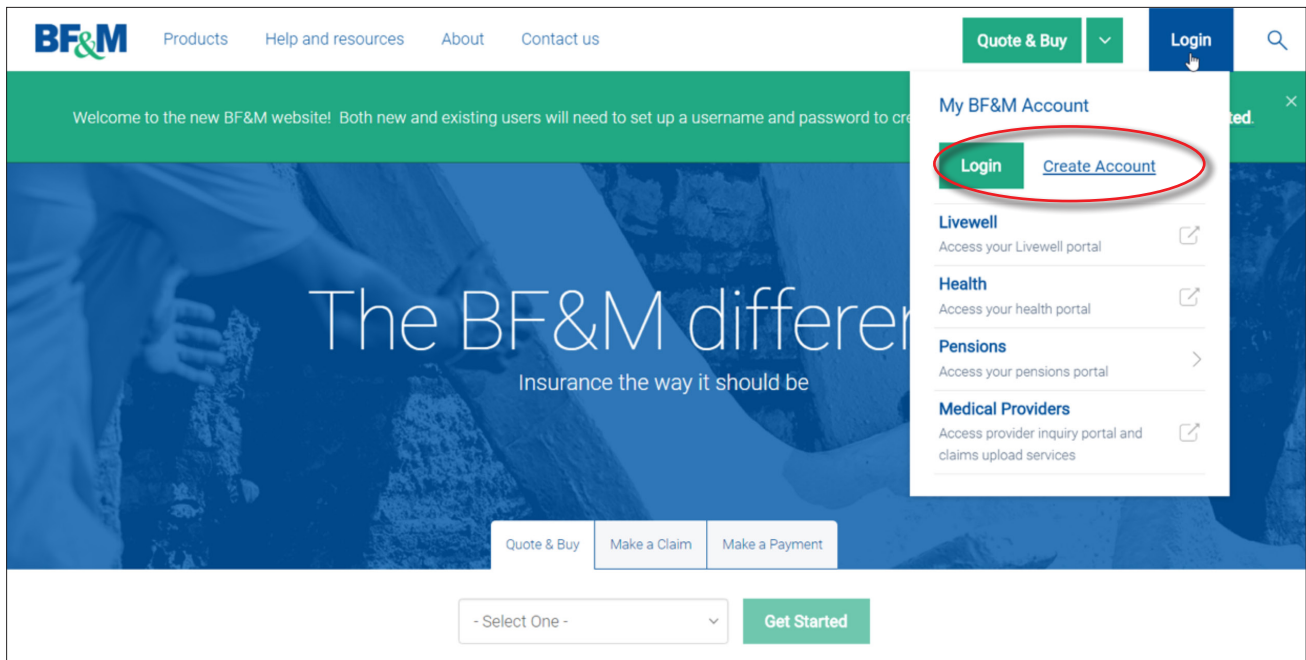 BF&M
Products Help and resources About Contact us
Quote & Buy
Login
Welcome to the new BF&M website! Both new and existing users will need to set up a username and password to
My BF&M Account
Login Create Account
Livewell
Access your Livewell portal
Health
Access your health portal
Pensions
Access your pensions portal
Medical Providers
Access provider inquiry portal and
claims upload services
The BF&M
Insurance the way it should be
Quote & Buy Make a Claim Make a Payment
- Select One -
Get Started